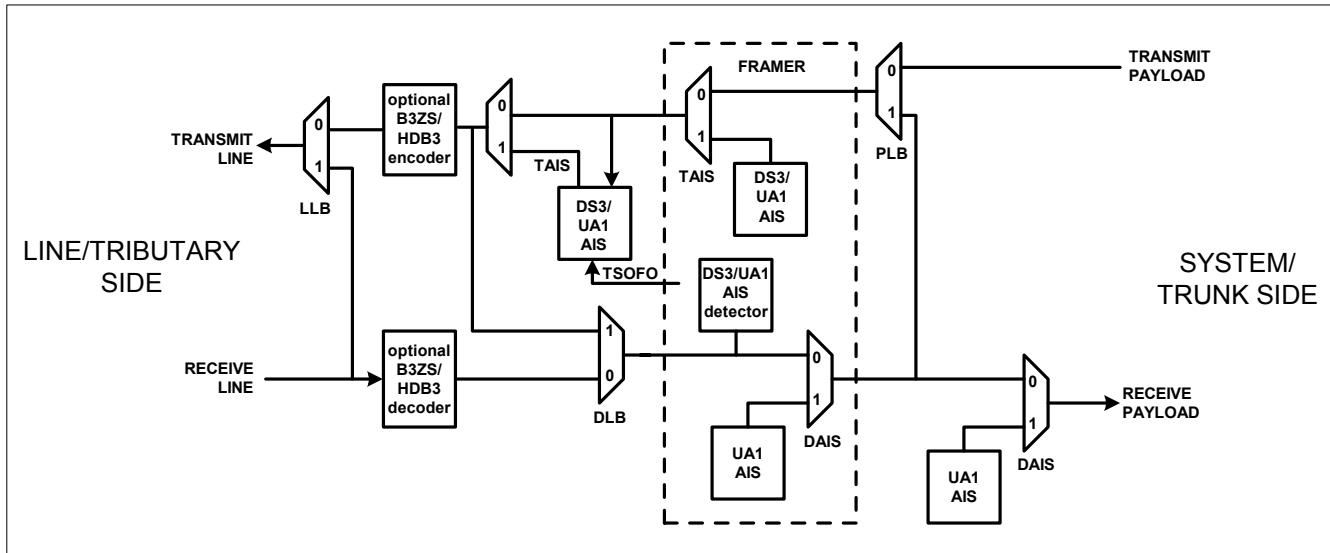 FRAMER
TRANSMIT
PAYLOAD
0
1
PLB
0
1
TAIS
DS3/
UA1
AIS
0
1
TAIS
DS3/
UA1
AIS
TSOFO
optional
B3ZS/
HDB3
encoder
TRANSMIT
LINE
0
1
LLB
LINE/TRIBUTARY
SIDE
SYSTEM/
TRUNK SIDE
DS3/UA1
AIS
detector
RECEIVE
LINE
optional
B3ZS/
HDB3
decoder
1
0
DLB
0
1
DAIS
UA1
AIS
0
1
DAIS
UA1
AIS
RECEIVE
PAYLOAD